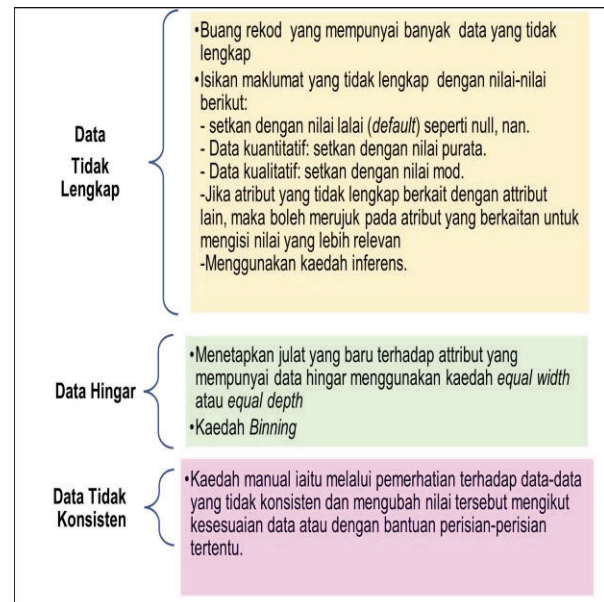 Data
Tidak
Lengkap
•Buang rekod yang mempunyai banyak data yang tidak
lengkap
•Isikan maklumat yang tidak lengkap dengan nilai-nilai
berikut:
- setkan dengan nilai lalai (default) seperti null, nan.
- Data kuantitatif: setkan dengan nilai purata.
- Data kualitatif: setkan dengan nilai mod.
-Jika atribut yang tidak lengkap berkait dengan attribut
lain, maka boleh merujuk pada atribut yang berkaitan untuk
mengisi nilai yang lebih relevan
-Menggunakan kaedah inferens.
Data Hingar
•Menetapkan julat yang baru terhadap attribut yang
mempunyai data hingar menggunakan kaedah equal width
atau equal depth
•Kaedah Binning
Data Tidak
Konsisten
•Kaedah manual iaitu melalui pemerhatian terhadap data-data
yang tidak konsisten dan mengubah nilai tersebut mengikut
kesesuaian data atau dengan bantuan perisian-perisian
tertentu.